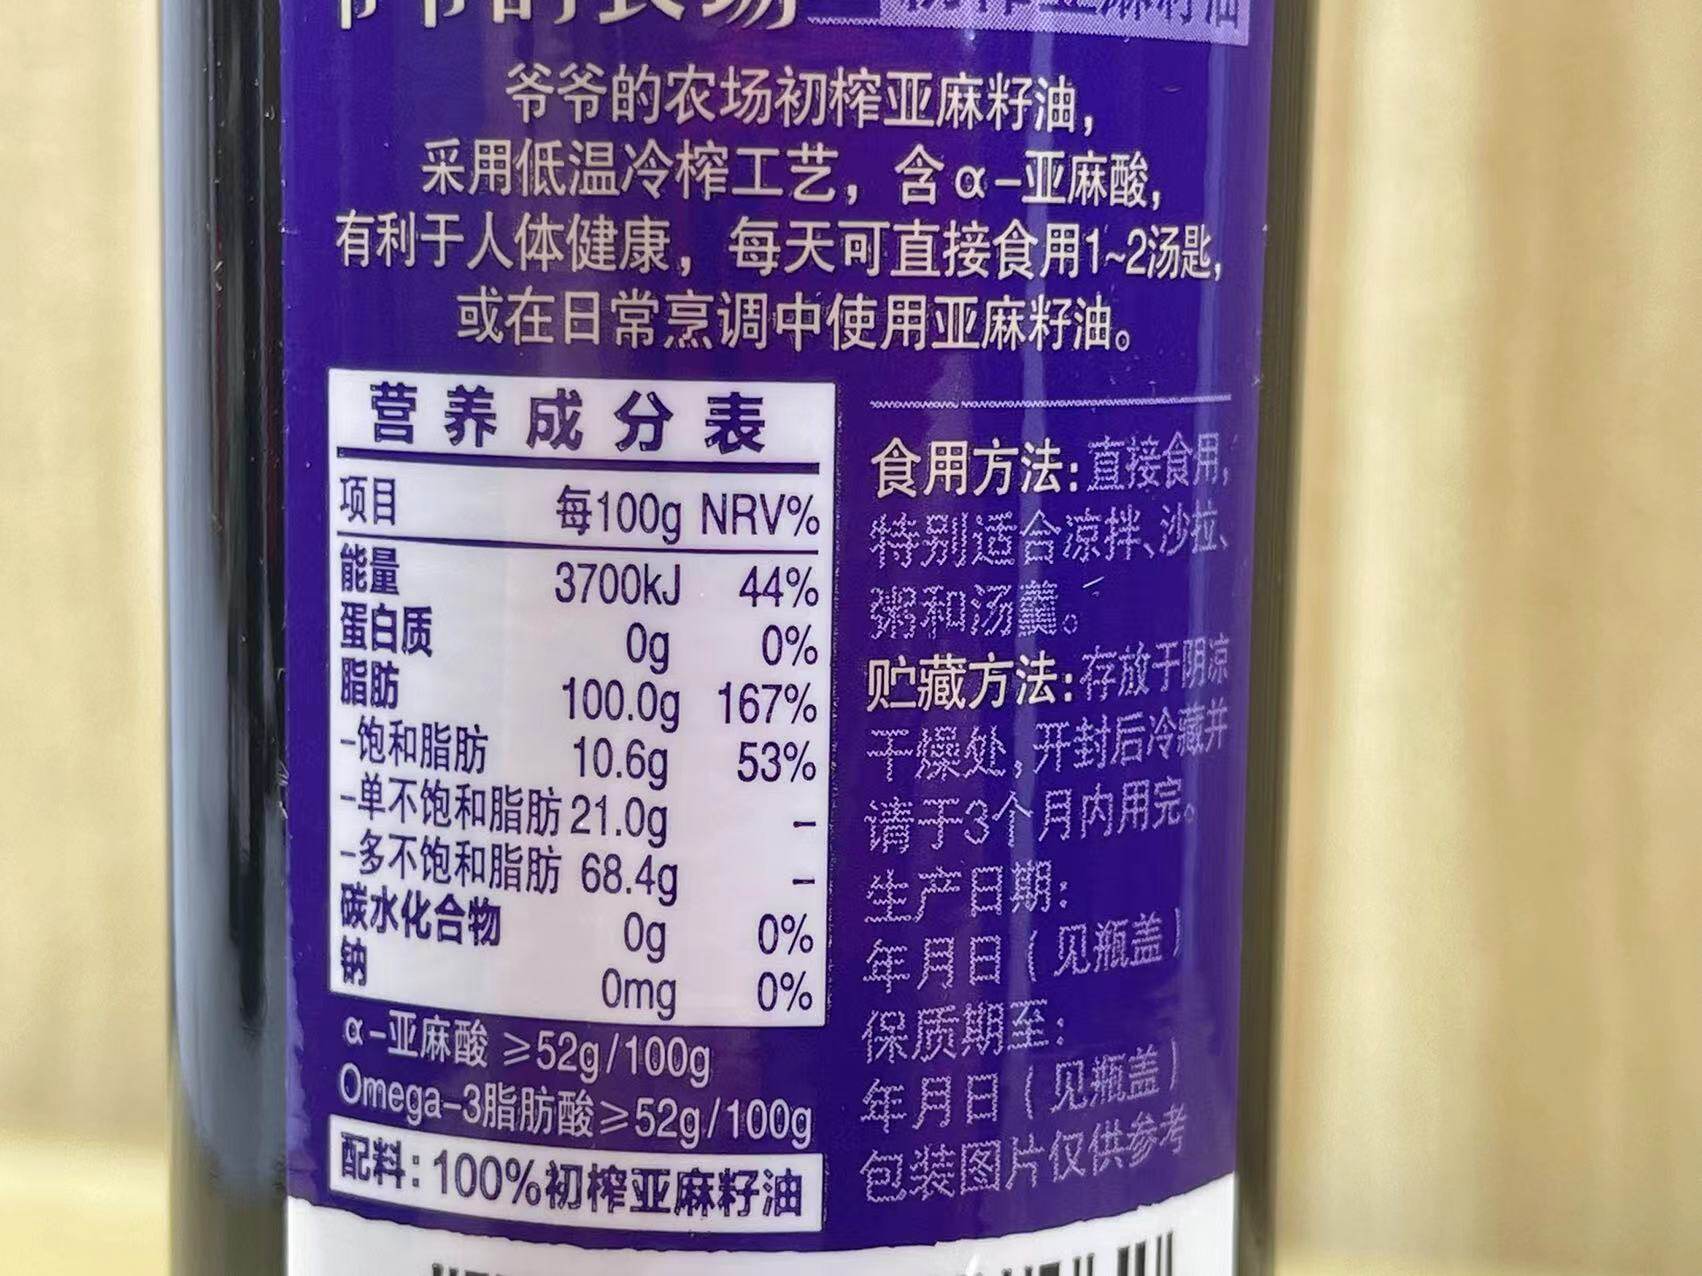 爷爷的农场 初榨亚麻籽油
爷爷的农场初榨亚麻籽油，
采用低温冷榨工艺，含α-亚麻酸，
有利于人体健康，每天可直接食用1~2汤匙，
或在日常烹调中使用亚麻籽油。
营养成分表
项目 每100g NRV%
能量 3700kJ 44%
蛋白质 0g 0%
脂肪 100.0g 167%
-饱和脂肪 10.6g 53%
-单不饱和脂肪 21.0g -
-多不饱和脂肪 68.4g -
碳水化合物 0g 0%
钠 0mg 0%
α-亚麻酸 ≥52g/100g
Omega-3脂肪酸≥52g/100g
配料：100%初榨亚麻籽油
食用方法：直接食用，
特别适合凉拌、沙拉、
粥和汤羹。
贮藏方法：存放于阴凉
干燥处，开封后冷藏并
请于3个月内用完。
生产日期：
年月日（见瓶盖）
保质期至：
年月日（见瓶盖）
包装图片仅供参考